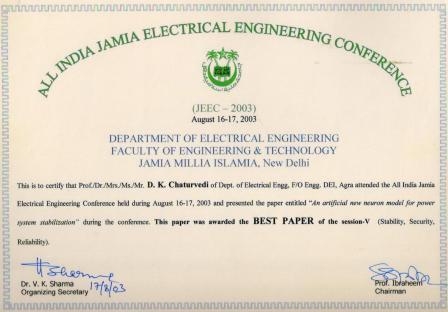 ALL INDIA JAMIA ELECTRICAL ENGINEERING CONFERENCE
(JEEC – 2003)
August 16-17, 2003
DEPARTMENT OF ELECTRICAL ENGINEERING
FACULTY OF ENGINEERING & TECHNOLOGY
JAMIA MILLIA ISLAMIA, New Delhi
This is to certify that Prof./Dr./Mrs./Ms./Mr. D. K. Chaturvedi of Dept. of Electrical Engg, F/O Engg. DEI, Agra attended the All India Jamia
Electrical Engineering Conference held during August 16-17, 2003 and presented the paper entitled “An artificial new neuron model for power
system stabilization” during the conference. This paper was awarded the BEST PAPER of the session-V (Stability, Security,
Reliability).
V Sharma
Dr. V. K. Sharma 17/8/03
Prof. Ibraheem
Organizing Secretary
Chairman